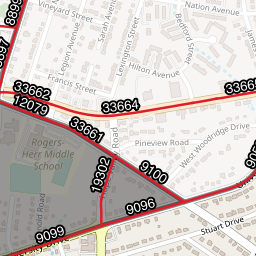 Nation Avenue
Vineyard Street
Sarah Avenue
Lexington Street
Bedford Street
Legion Avenue
Hilton Avenue
Francis Street
33662
12079
33664
33661
Road
Pineview Road
West Woodridge Drive
Rogers-
Herr Middle
School
19302
9100
9096
9099
Stuart Drive